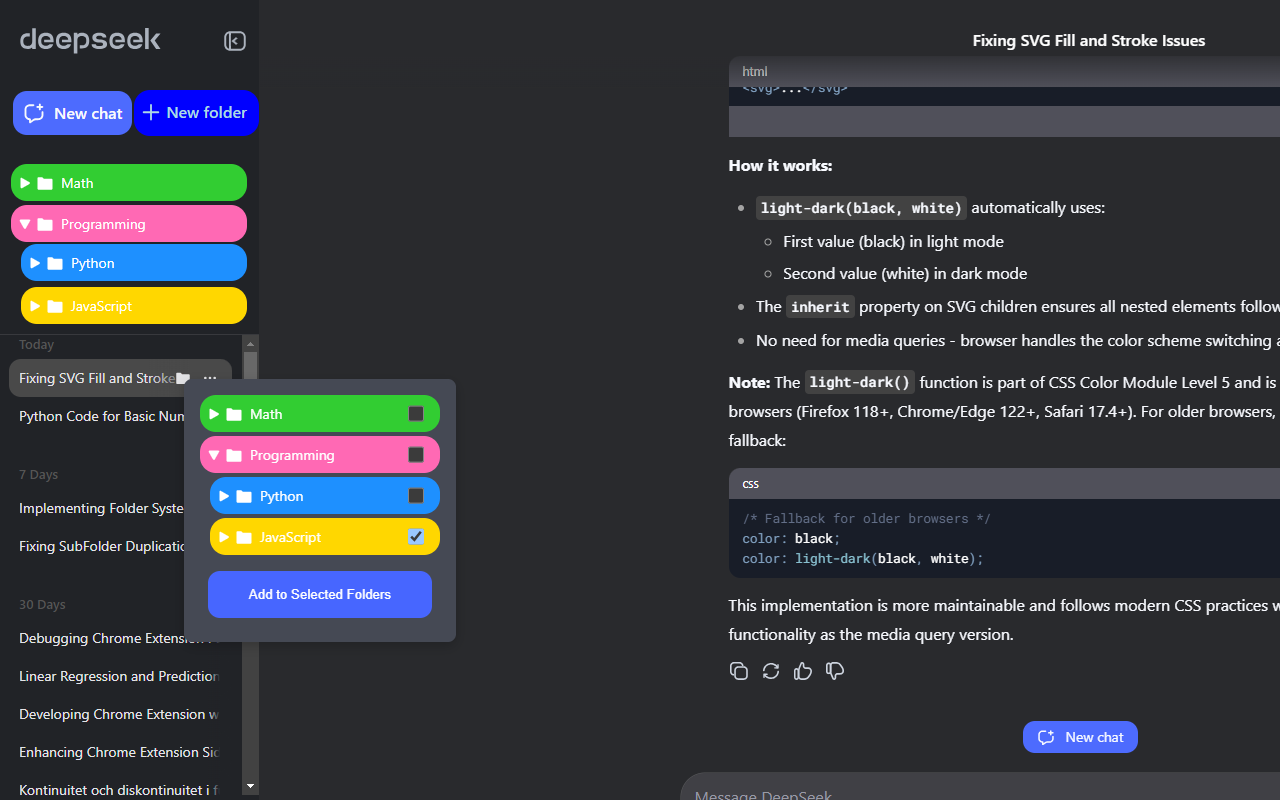 deepseek
New chat
New folder
Math
Programming
Python
JavaScript
Today
Fixing SVG Fill and Stroke
Python Code for Basic Num
7 Days
Implementing Folder Syste
Fixing SubFolder Duplicatio
30 Days
Debugging Chrome Extension
Linear Regression and Prediction
Developing Chrome Extension w
Enhancing Chrome Extension Sid
Kontinuitet och diskontinuitet i f
Math
Programming
Python
JavaScript
Add to Selected Folders
Fixing SVG Fill and Stroke Issues
html
<svg>...</svg>
How it works:
light-dark(black, white) automatically uses:
First value (black) in light mode
Second value (white) in dark mode
The inherit property on SVG children ensures all nested elements follow
No need for media queries - browser handles the color scheme switching a
Note: The light-dark() function is part of CSS Color Module Level 5 and is
browsers (Firefox 118+, Chrome/Edge 122+, Safari 17.4+). For older browsers,
fallback:
css
/* Fallback for older browsers */
color: black;
color: light-dark(black, white);
This implementation is more maintainable and follows modern CSS practices w
functionality as the media query version.
New chat
Message DeepSeek